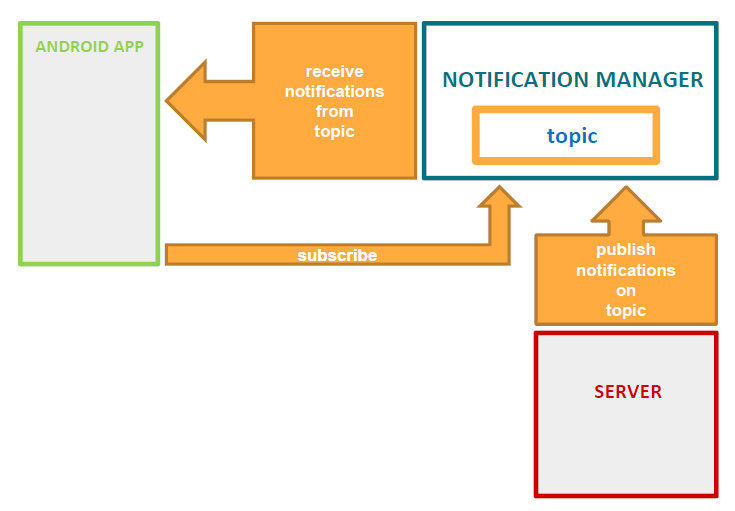 ANDROID APP
receive
notifications
from
topic
NOTIFICATION MANAGER
topic
subscribe
publish
notifications
on
topic
SERVER